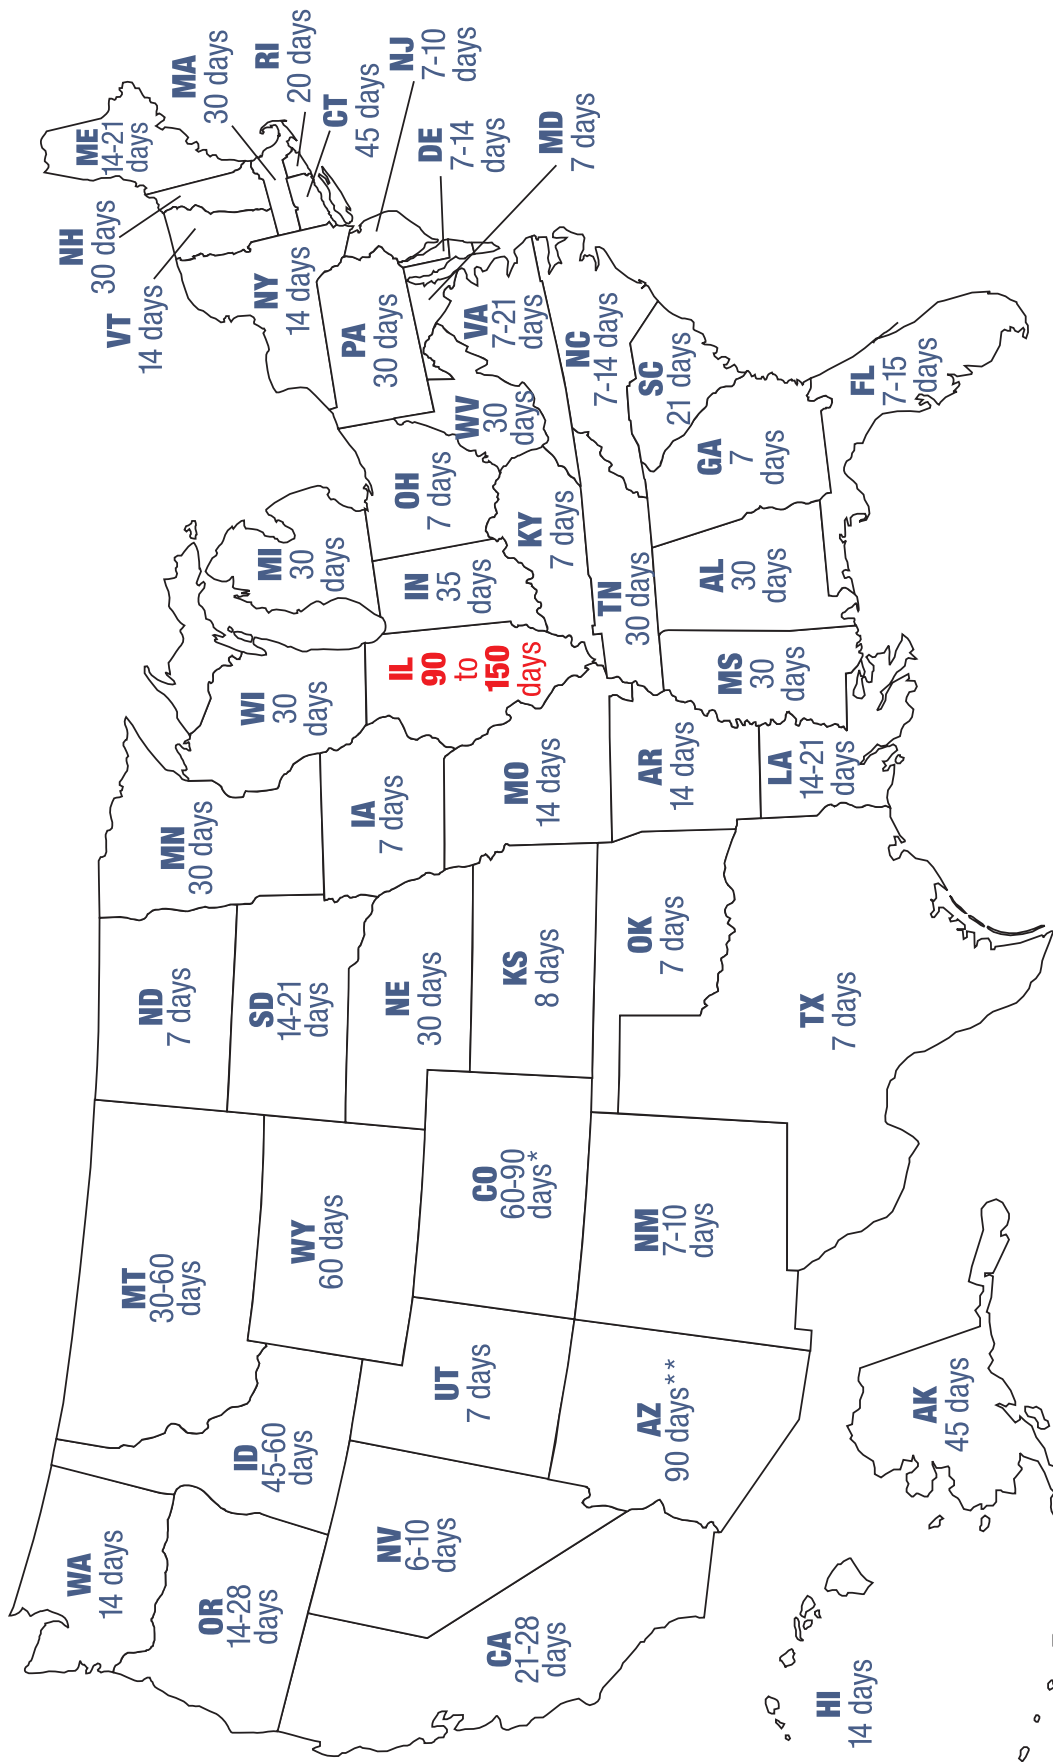 WA
14 days
OR
14-28
days
CA
21-28
days
NV
6-10
days
ID
45-60
days
MT
30-60
days
WY
60 days
UT
7 days
CO
60-90
days*
AZ
90 days**
NM
7-10
days
ND
7 days
SD
14-21
days
NE
30 days
KS
8 days
OK
7 days
TX
7 days
MN
30 days
IA
7 days
MO
14 days
AR
14 days
LA
14-21
days
WI
30
days
IL
90
to
150
days
MI
30
days
IN
35
days
OH
7 days
KY
7 days
TN
30 days
MS
30
days
AL
30
days
GA
7
days
FL
7-15
days
SC
21 days
NC
7-14 days
VA
7-21
days
WV
30
days
PA
30 days
NY
14 days
VT
14 days
NH
30 days
ME
14-21
days
MA
30 days
RI
20 days
CT
45 days
NJ
7-10
days
DE
7-14
days
MD
7 days
AK
45 days
HI
14 days